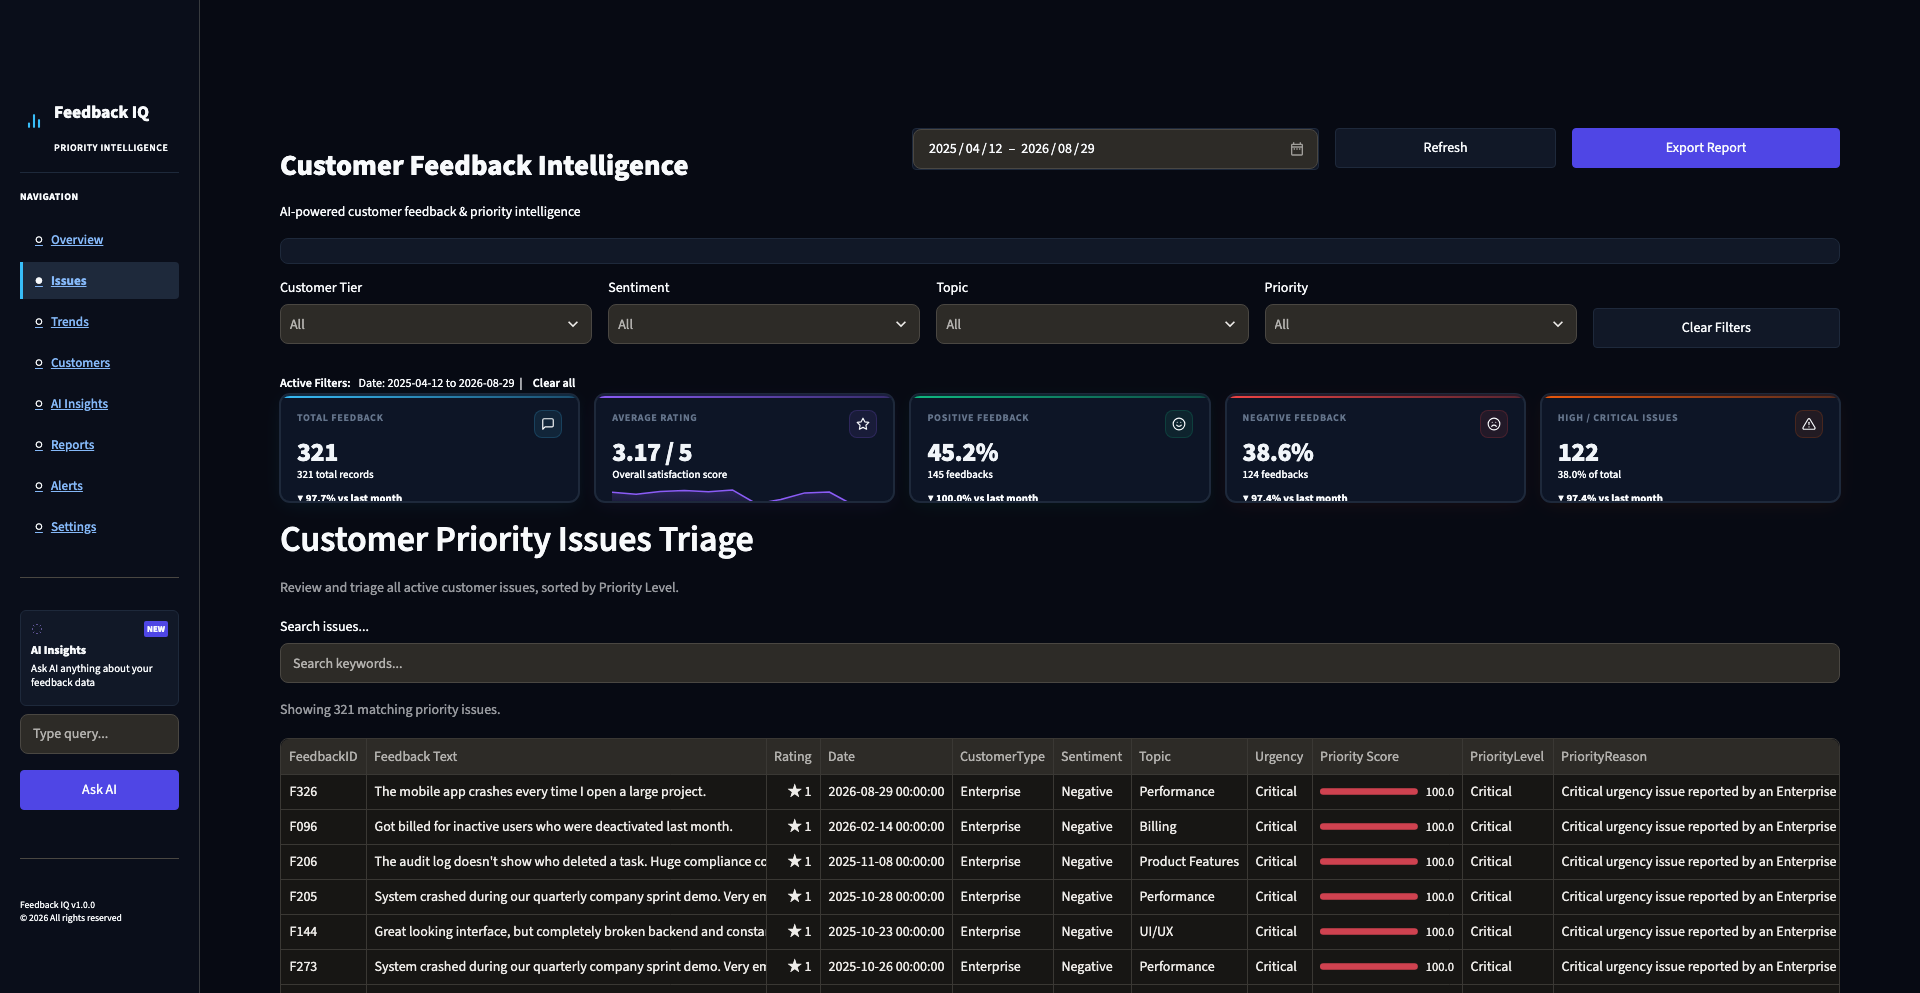 Feedback IQ
PRIORITY INTELLIGENCE
NAVIGATION
Overview
Issues
Trends
Customers
AI Insights
Reports
Alerts
Settings
NEW
AI Insights
Ask AI anything about your
feedback data
Type query...
Ask AI
Feedback IQ v1.0.0
© 2026 All rights reserved
Customer Feedback Intelligence
AI-powered customer feedback & priority intelligence
2025/04/12 – 2026/08/29
Refresh
Export Report
Customer Tier Sentiment Topic Priority
All All All All Clear Filters
Active Filters: Date: 2025-04-12 to 2026-08-29 | Clear all
TOTAL FEEDBACK
321
321 total records
▼ 97.7% vs last month
AVERAGE RATING
3.17 / 5
Overall satisfaction score
POSITIVE FEEDBACK
45.2%
145 feedbacks
▼ 100.0% vs last month
NEGATIVE FEEDBACK
38.6%
124 feedbacks
▼ 97.4% vs last month
HIGH / CRITICAL ISSUES
122
38.0% of total
▼ 97.4% vs last month
Customer Priority Issues Triage
Review and triage all active customer issues, sorted by Priority Level.
Search issues...
Search keywords...
Showing 321 matching priority issues.
FeedbackID Feedback Text Rating Date CustomerType Sentiment Topic Urgency Priority Score PriorityLevel PriorityReason
F326 The mobile app crashes every time I open a large project. ★ 1 2026-08-29 00:00:00 Enterprise Negative Performance Critical 100.0 Critical Critical urgency issue reported by an Enterprise
F096 Got billed for inactive users who were deactivated last month. ★ 1 2026-02-14 00:00:00 Enterprise Negative Billing Critical 100.0 Critical Critical urgency issue reported by an Enterprise
F206 The audit log doesn't show who deleted a task. Huge compliance co ★ 1 2025-11-08 00:00:00 Enterprise Negative Product Features Critical 100.0 Critical Critical urgency issue reported by an Enterprise
F205 System crashed during our quarterly company sprint demo. Very em ★ 1 2025-10-28 00:00:00 Enterprise Negative Performance Critical 100.0 Critical Critical urgency issue reported by an Enterprise
F144 Great looking interface, but completely broken backend and consta ★ 1 2025-10-23 00:00:00 Enterprise Negative UI/UX Critical 100.0 Critical Critical urgency issue reported by an Enterprise
F273 System crashed during our quarterly company sprint demo. Very em ★ 1 2025-10-26 00:00:00 Enterprise Negative Performance Critical 100.0 Critical Critical urgency issue reported by an Enterprise